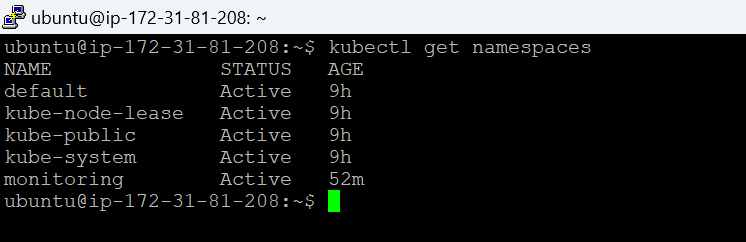 ubuntu@ip-172-31-81-208: ~
ubuntu@ip-172-31-81-208:~$ kubectl get namespaces
NAME              STATUS   AGE
default           Active   9h
kube-node-lease   Active   9h
kube-public       Active   9h
kube-system       Active   9h
monitoring        Active   52m
ubuntu@ip-172-31-81-208:~$